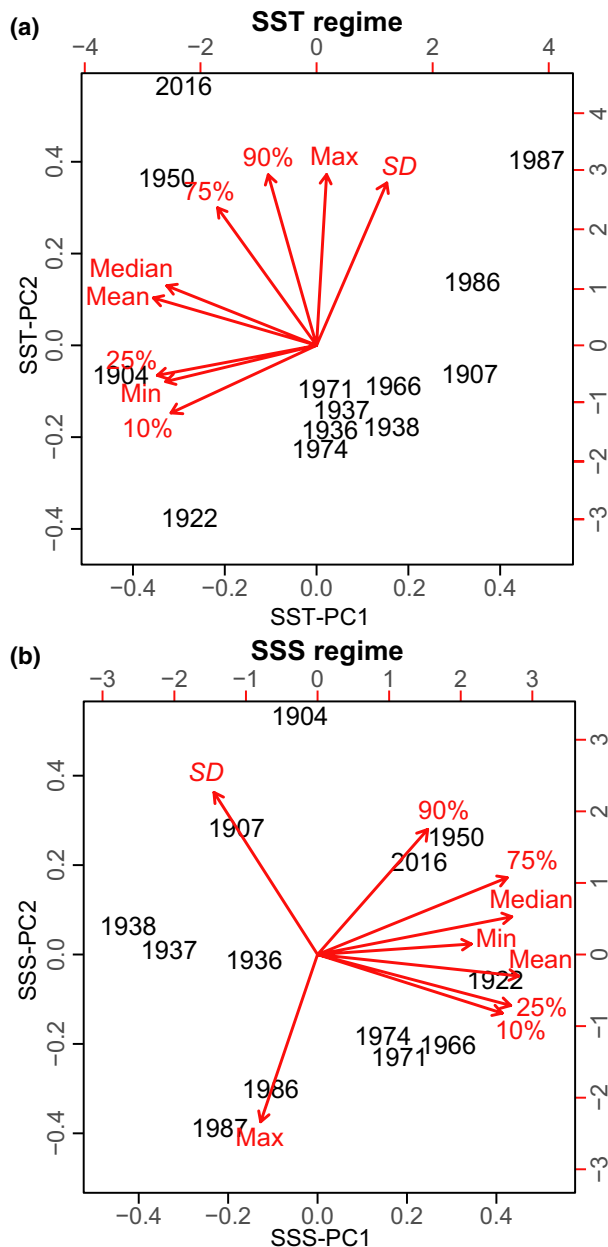 (a)
SST regime
−4 −2 0 2 4
2016
4
0.4
90% Max SD
1987
1950
75%
3
0.2
2
Median
1986
Mean
1
SST-PC2
0.0
0
25%
1904
1907
Min
1971 1966
−1
10%
1937
−0.2
1936 1938
1974
−2
−0.4
1922
−3
−0.4 −0.2 0.0 0.2 0.4
SST-PC1
(b)
SSS regime
−3 −2 −1 0 1 2 3
1904
3
0.4
SD
2
90%
1907
1950
0.2
2016
75%
1
Median
1938
Min
SSS-PC2
0.0
1937
1936
Mean
0
1922
25%
−1
10%
−0.2
1974
1966
1971
1986
−2
−0.4
1987
Max
−3
−0.4 −0.2 0.0 0.2 0.4
SSS-PC1